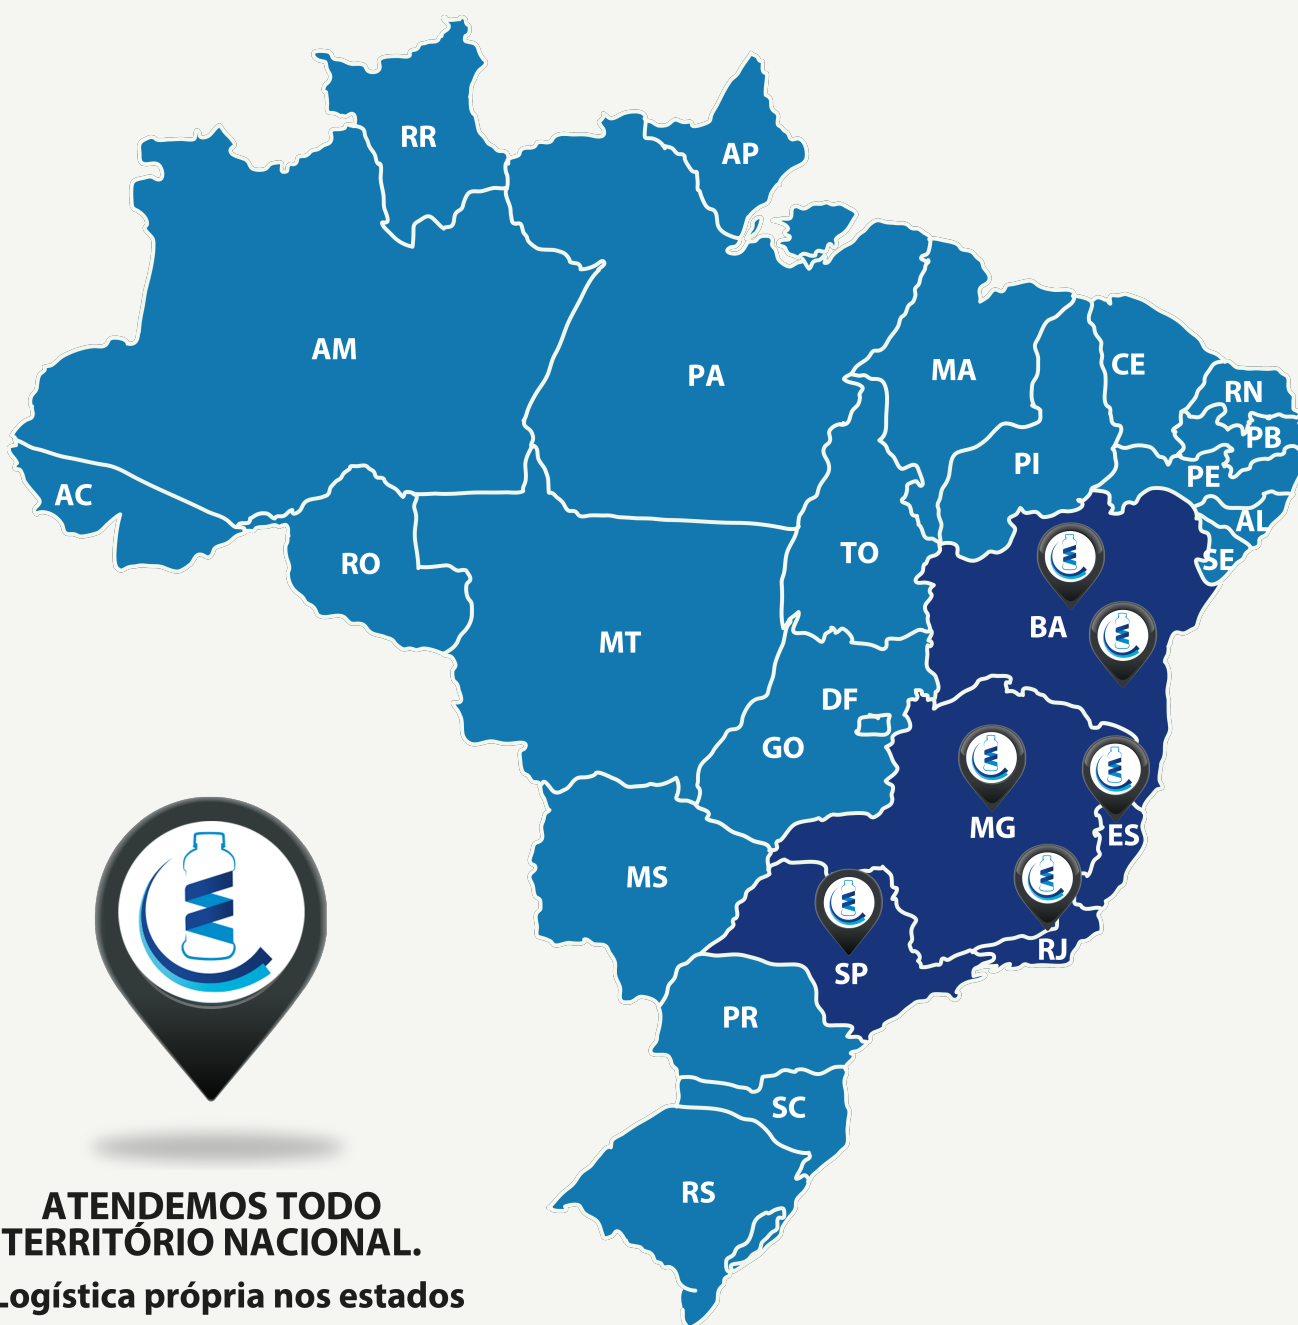 RR
AP
AM
PA
MA
CE
RN
PB
PI
PE
AC
AL
RO
TO
SE
BA
MT
DF
GO
MG
ES
MS
RJ
SP
PR
SC
RS
ATENDEMOS TODO
TERRITÓRIO NACIONAL.
Logística própria nos estados